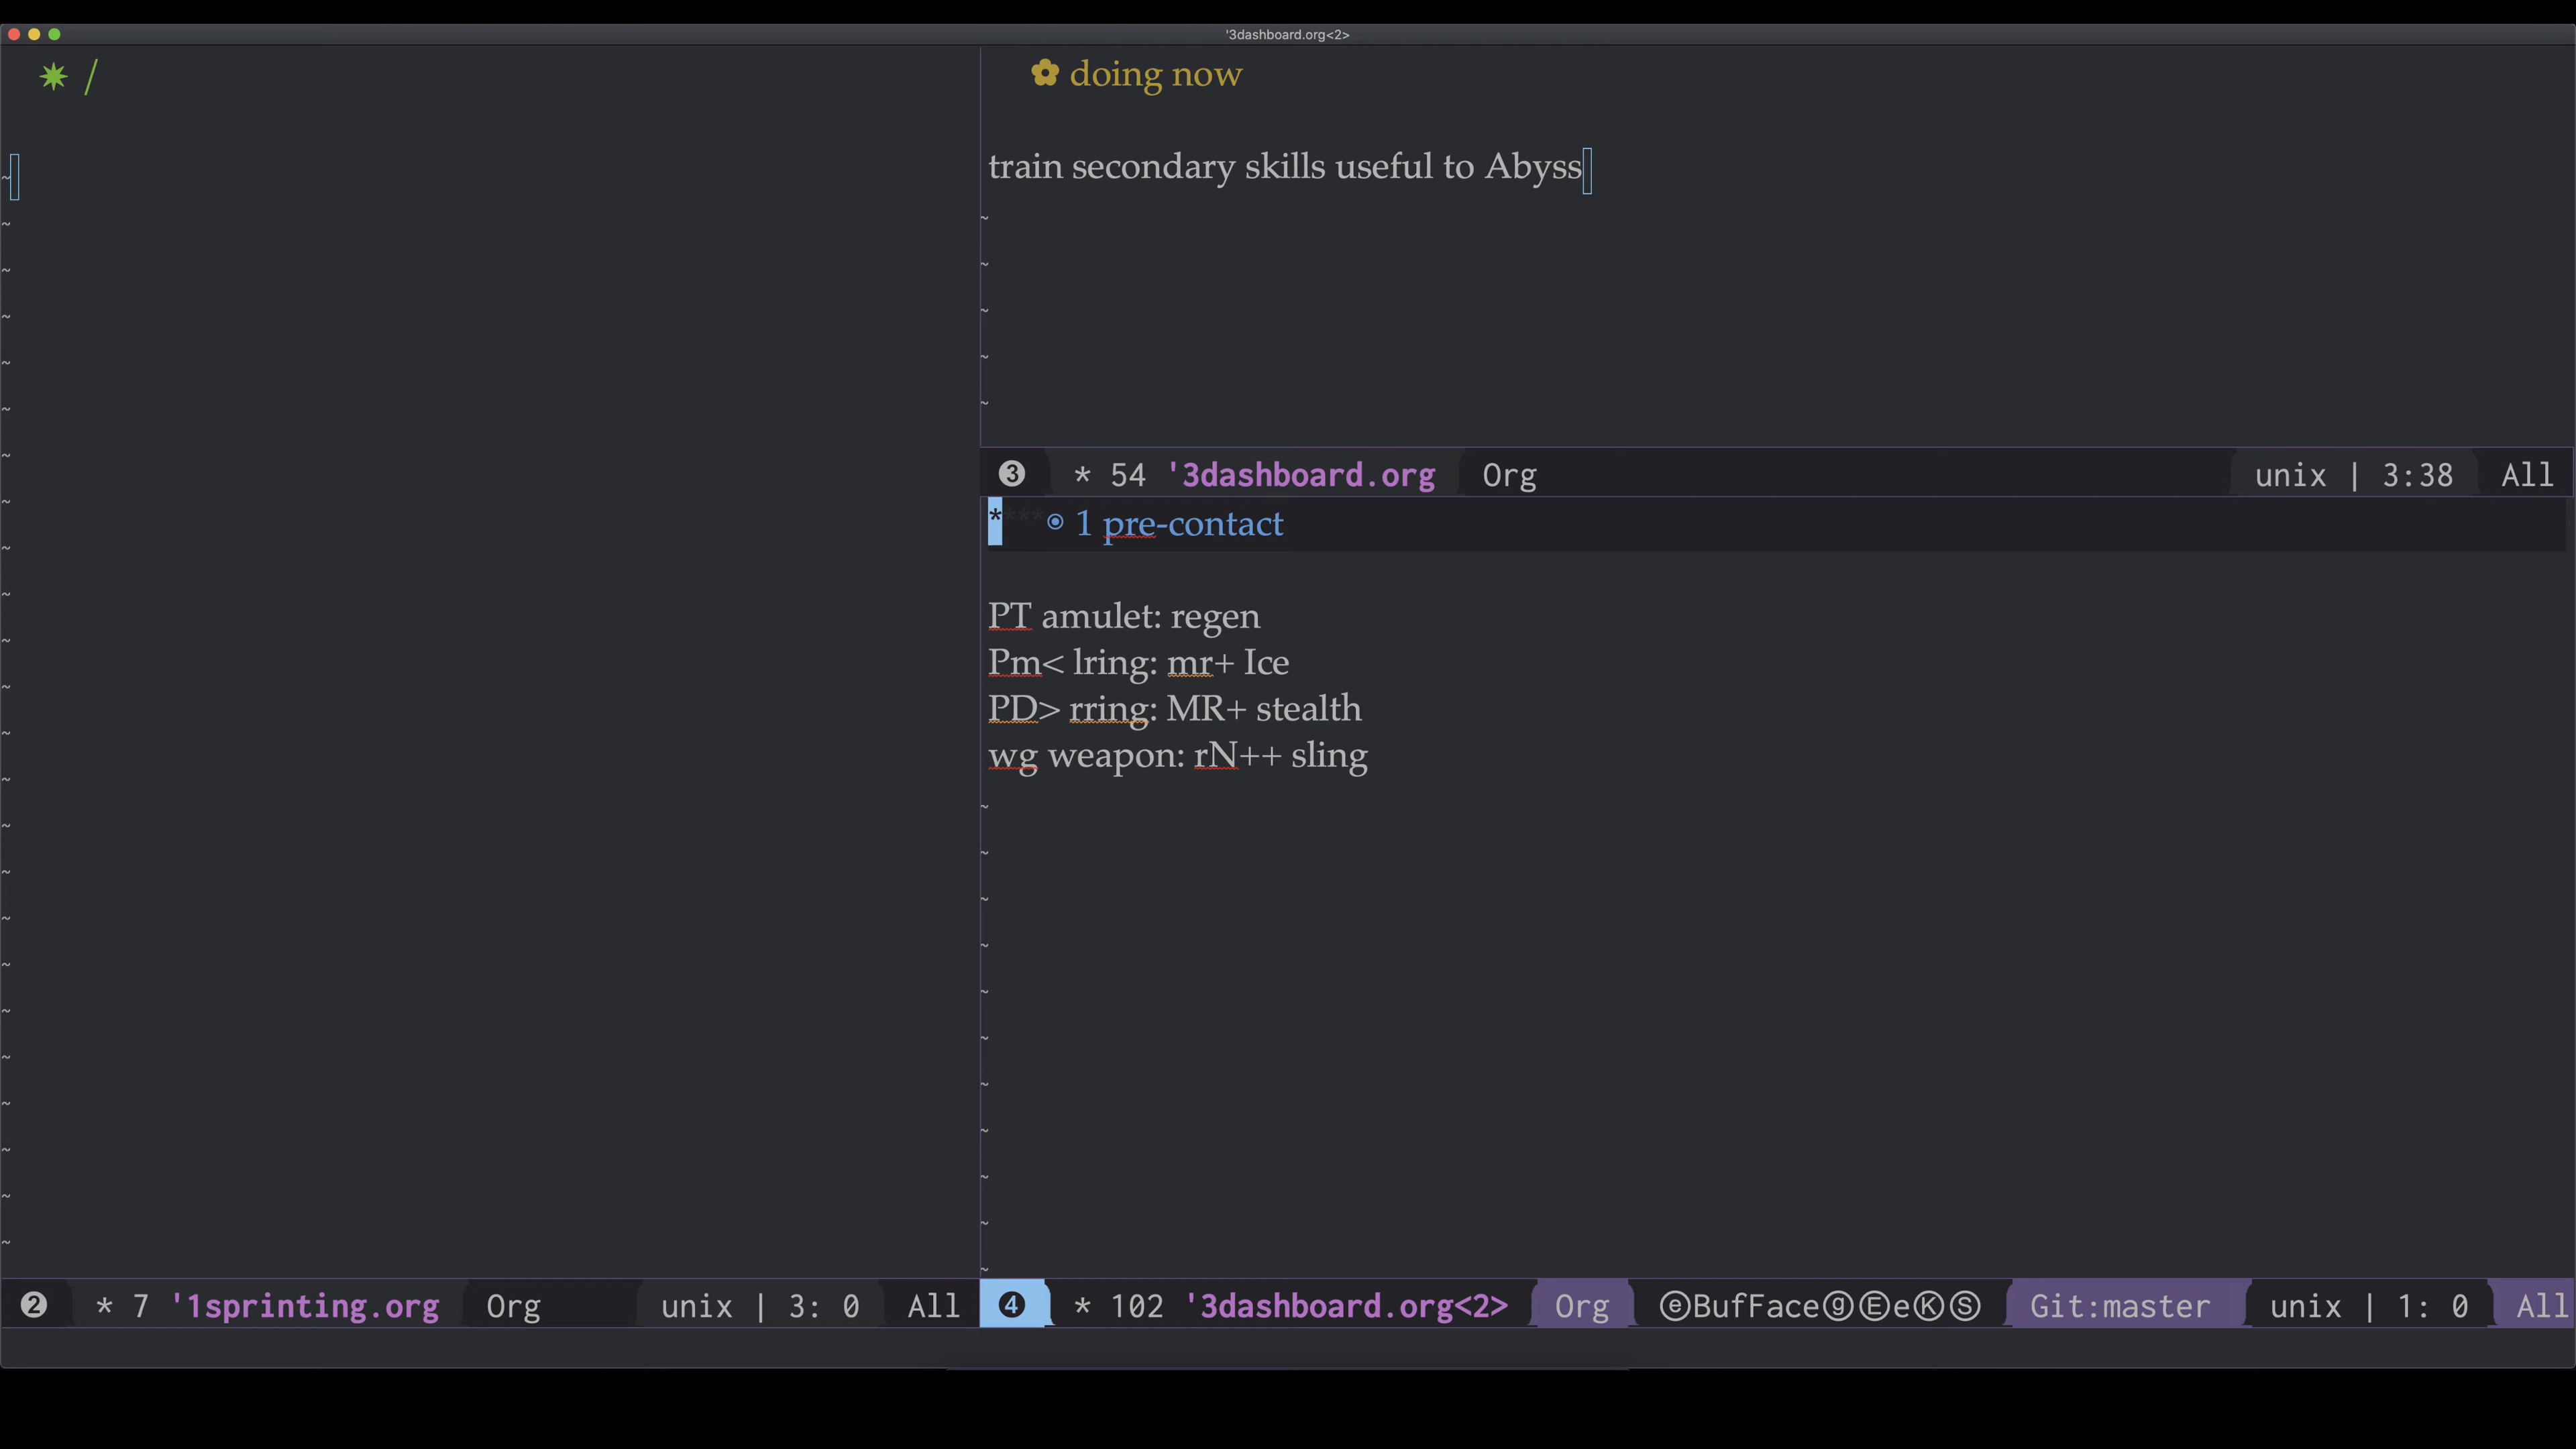 '3dashboard.org<2>
/
❷ * 7 '1sprinting.org Org unix | 3: 0 All
✿ doing now
train secondary skills useful to Abyss
❸ * 54 '3dashboard.org Org unix | 3:38 All
**** 1 pre-contact
PT amulet: regen
Pm< lring: mr+ Ice
PD> rring: MR+ stealth
wg weapon: rN++ sling
❹ * 102 '3dashboard.org<2> Org ⓔBufFaceⓖⒺeⓀⓈ Git:master unix | 1: 0 All